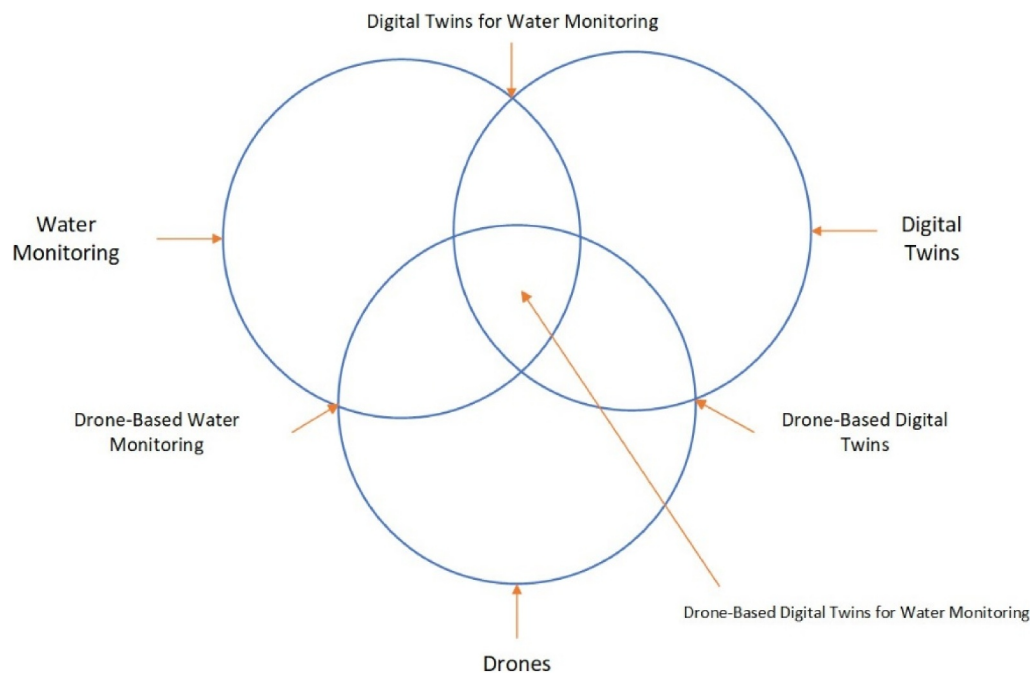 Digital Twins for Water Monitoring
Water
Monitoring
Digital
Twins
Drone-Based Water
Monitoring
Drone-Based Digital
Twins
Drone-Based Digital Twins for Water Monitoring
Drones